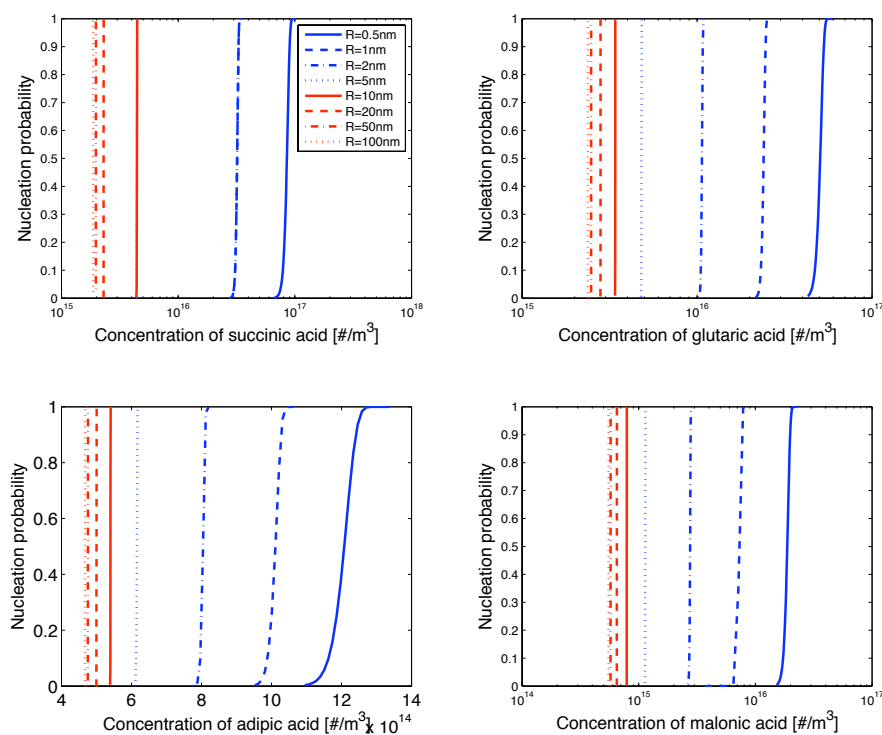 1
0.9
0.8
0.7
0.6
0.5
0.4
0.3
0.2
0.1
0
Nucleation probability
10^15 10^16 10^17 10^18
Concentration of succinic acid [#/m^3]
R=0.5nm
R=1nm
R=2nm
R=5nm
R=10nm
R=20nm
R=50nm
R=100nm
1
0.9
0.8
0.7
0.6
0.5
0.4
0.3
0.2
0.1
0
Nucleation probability
10^15 10^16 10^17
Concentration of glutaric acid [#/m^3]
1
0.8
0.6
0.4
0.2
0
Nucleation probability
4 6 8 10 12 14
Concentration of adipic acid [#/m^3]
x 10^14
1
0.9
0.8
0.7
0.6
0.5
0.4
0.3
0.2
0.1
0
Nucleation probability
10^14 10^15 10^16 10^17
Concentration of malonic acid [#/m^3]